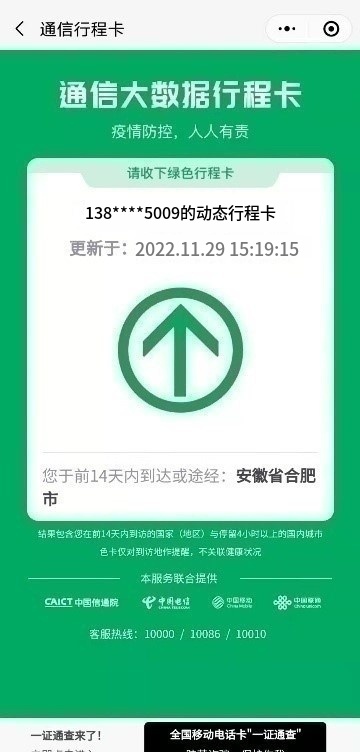 通信行程卡
通信大数据行程卡
疫情防控，人人有责
请收下绿色行程卡
138****5009的动态行程卡
更新于：2022.11.29 15:19:15
您于前14天内到达或途经：安徽省合肥
市
结果包含您在前14天内到达的国家（地区）与停留4小时以上的国内城市
色卡仅对到访地作提醒，不关联健康状况
本服务联合提供
CAICT 中国信通院 中国电信 CHINA TELECOM 中国移动 China Mobile 中国联通 China unicom
客服热线：10000 / 10086 / 10010
一证通查来了！
全国移动电话卡"一证通查"